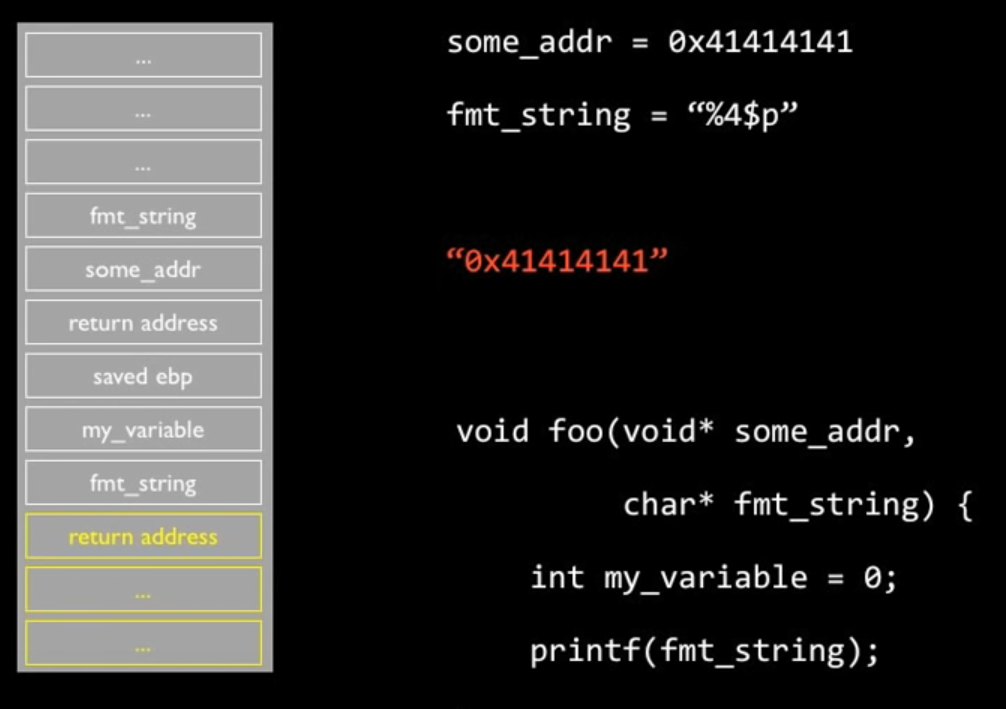 ...
...
...
fmt_string
some_addr
return address
saved ebp
my_variable
fmt_string
return address
...
...
some_addr = 0x41414141
fmt_string = “%4$p”
“0x41414141”
void foo(void* some_addr,
char* fmt_string) {
int my_variable = 0;
printf(fmt_string);